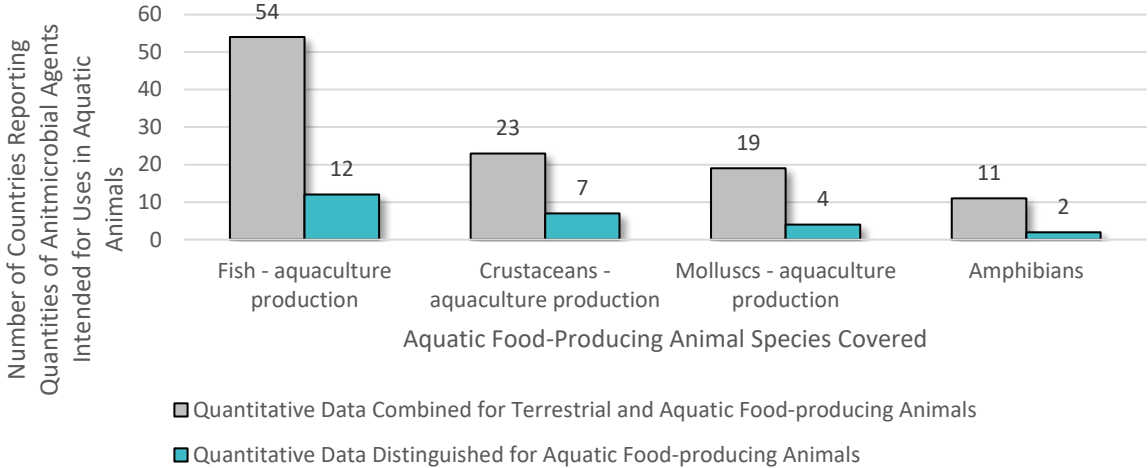 Number of Countries Reporting
Quantities of Anitmicrobial Agents
Intended for Uses in Aquatic
Animals
60
50
40
30
20
10
0
54
12
23
7
19
4
11
2
Fish - aquaculture
production
Crustaceans -
aquaculture production
Molluscs - aquaculture
production
Amphibians
Aquatic Food-Producing Animal Species Covered
Quantitative Data Combined for Terrestrial and Aquatic Food-producing Animals
Quantitative Data Distinguished for Aquatic Food-producing Animals